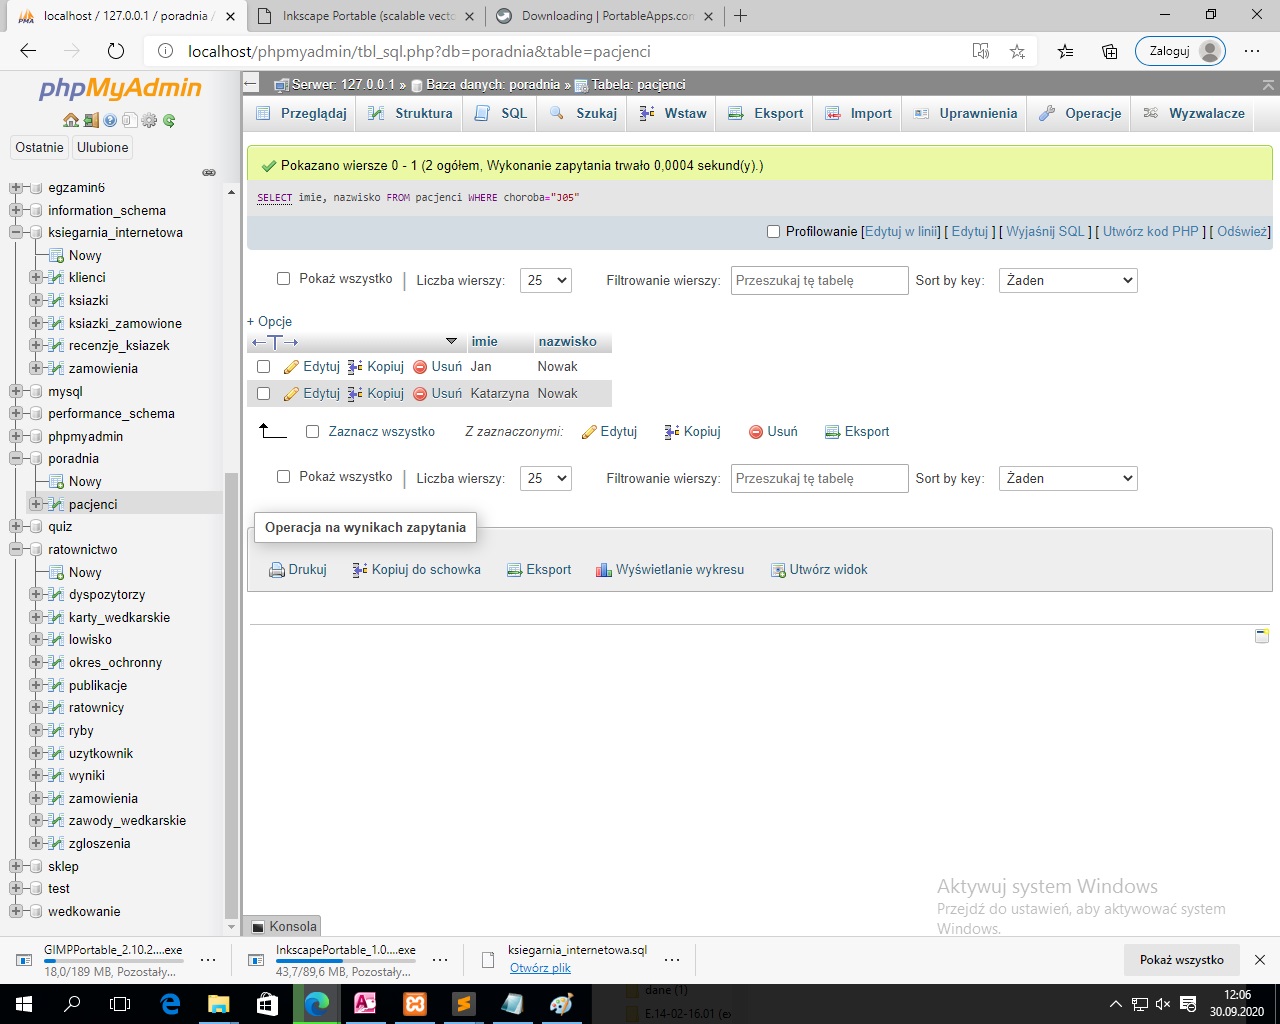 localhost / 127.0.0.1 / poradnia /
Inkscape Portable (scalable vecto
Downloading | PortableApps.com
localhost/phpmyadmin/tbl_sql.php?db=poradnia&table=pacjenci
Zaloguj
phpMyAdmin
Ostatnie
Ulubione
egzamin6
information_schema
ksiegarnia_internetowa
Nowy
klienci
ksiazki
ksiazki_zamowione
recenzje_ksiazek
zamowienia
mysql
performance_schema
phpmyadmin
poradnia
Nowy
pacjenci
quiz
ratownictwo
Nowy
dyspozytorzy
karty_wedkarskie
lowisko
okres_ochronny
publikacje
ratownicy
ryby
uzytkownik
wyniki
zamowienia
zawody_wedkarskie
zgloszenia
sklep
test
wedkowanie
Serwer: 127.0.0.1 » Baza danych: poradnia » Tabela: pacjenci
Przeglądaj Struktura SQL Szukaj Wstaw Eksport Import Uprawnienia Operacje Wyzwalacze
Pokazano wiersze 0 - 1 (2 ogółem, Wykonanie zapytania trwało 0,0004 sekund(y).)
SELECT imie, nazwisko FROM pacjenci WHERE choroba="J05"
Profilowanie [Edytuj w linii] [ Edytuj ] [ Wyjaśnij SQL ] [ Utwórz kod PHP ] [ Odśwież]
Pokaż wszystko | Liczba wierszy: 25 Filtrowanie wierszy: Przeszukaj tę tabelę Sort by key: Żaden
+ Opcje
←T→ imie nazwisko
Edytuj Kopiuj Usuń Jan Nowak
Edytuj Kopiuj Usuń Katarzyna Nowak
Zaznacz wszystko Z zaznaczonymi: Edytuj Kopiuj Usuń Eksport
Pokaż wszystko | Liczba wierszy: 25 Filtrowanie wierszy: Przeszukaj tę tabelę Sort by key: Żaden
Operacja na wynikach zapytania
Drukuj Kopiuj do schowka Eksport Wyświetlanie wykresu Utwórz widok
Aktywuj system Windows
Przejdź do ustawień, aby aktywować system
Windows.
Konsola
GIMPPortable_2.10.2....exe
18,0/189 MB, Pozostały...
InkscapePortable_1.0....exe
43,7/89,6 MB, Pozostały...
ksiegarnia_internetowa.sql
Otwórz plik
Pokaż wszystko
dane (1)
E.14-02-16.01 (ex
12:06
30.09.2020